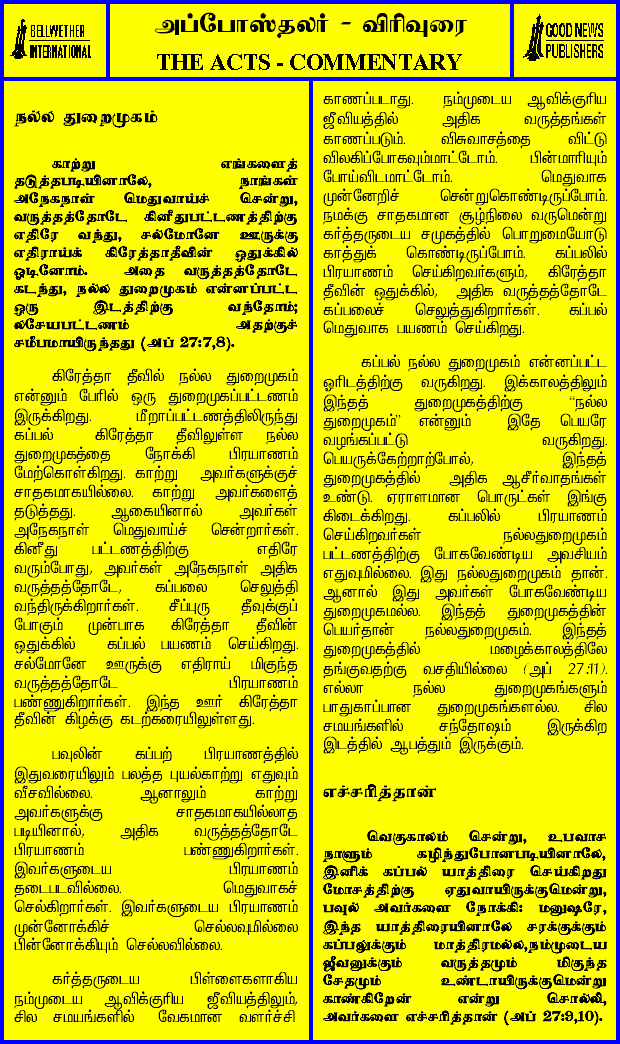 BELLWETHER
INTERNATIONAL
அப்போஸ்தலர் - விரிவுரை
THE ACTS - COMMENTARY
GOOD NEWS
PUBLISHERS
நல்ல துறைமுகம்
காற்று எங்களைத்
தடுத்தபடியினாலே, நாங்கள்
அநேகநாள் மெதுவாய்ச் சென்று,
வருத்தத்தோடே கினீதுபட்டணத்திற்கு
எதிரே வந்து, சல்மோனே ஊருக்கு
எதிராய்க் கிரேத்தாதீவின் ஒதுக்கில்
ஓடினோம். அதை வருத்தத்தோடே
கடந்து, நல்ல துறைமுகம் என்னப்பட்ட
ஒரு இடத்திற்கு வந்தோம்;
லசேயபட்டணம் அதற்குச்
சமீபமாயிருந்தது (அப் 27:7,8).
கிரேத்தா தீவில் நல்ல துறைமுகம்
என்னும் பேரில் ஒரு துறைமுகப்பட்டணம்
இருக்கிறது. மீறாப்பட்டணத்திலிருந்து
கப்பல் கிரேத்தா தீவிலுள்ள நல்ல
துறைமுகத்தை நோக்கி பிரயாணம்
மேற்கொள்கிறது. காற்று அவர்களுக்குச்
சாதகமாகயில்லை. காற்று அவர்களைத்
தடுத்தது. ஆகையினால் அவர்கள்
அநேகநாள் மெதுவாய்ச் சென்றார்கள்.
கினீது பட்டணத்திற்கு எதிரே
வரும்போது, அவர்கள் அநேகநாள் அதிக
வருத்தத்தோடே, கப்பலை செலுத்தி
வந்திருக்கிறார்கள். சீப்புரு தீவுக்குப்
போகும் முன்பாக கிரேத்தா தீவின்
ஒதுக்கில் கப்பல் பயணம் செய்கிறது.
சல்மோனே ஊருக்கு எதிராய் மிகுந்த
வருத்தத்தோடே பிரயாணம்
பண்ணுகிறார்கள். இந்த ஊர் கிரேத்தா
தீவின் கிழக்கு கடற்கரையிலுள்ளது.
பவுலின் கப்பற் பிரயாணத்தில்
இதுவரையிலும் பலத்த புயல்காற்று எதுவும்
வீசவில்லை. ஆனாலும் காற்று
அவர்களுக்கு சாதகமாகயில்லாத
படியினால், அதிக வருத்தத்தோடே
பிரயாணம் பண்ணுகிறார்கள்.
இவர்களுடைய பிரயாணம்
தடைபடவில்லை. மெதுவாகச்
செல்கிறார்கள். இவர்களுடைய பிரயாணம்
முன்னோக்கிச் செல்லவுமில்லை
பின்னோக்கியும் செல்லவில்லை.
கர்த்தருடைய பிள்ளைகளாகிய
நம்முடைய ஆவிக்குரிய ஜீவியத்திலும்,
சில சமயங்களில் வேகமான வளர்ச்சி
காணப்படாது. நம்முடைய ஆவிக்குரிய
ஜீவியத்தில் அதிக வருத்தங்கள்
காணப்படும். விசுவாசத்தை விட்டு
விலகிப்போகவும்மாட்டோம். பின்மாரியும்
போய்விடமாட்டோம். மெதுவாக
முன்னேறிச் சென்றுகொண்டிருப்போம்.
நமக்கு சாதகமான சூழ்நிலை வருமென்று
கர்த்தருடைய சமுகத்தில் பொறுமையோடு
காத்துக் கொண்டிருப்போம். கப்பலில்
பிரயாணம் செய்கிறவர்களும், கிரேத்தா
தீவின் ஒதுக்கில், அதிக வருத்தத்தோடே
கப்பலைச் செலுத்துகிறார்கள். கப்பல்
மெதுவாக பயணம் செய்கிறது.
கப்பல் நல்ல துறைமுகம் என்னப்பட்ட
ஓரிடத்திற்கு வருகிறது. இக்காலத்திலும்
இந்தத் துறைமுகத்திற்கு “நல்ல
துறைமுகம்” என்னும் இதே பெயரே
வழங்கப்பட்டு வருகிறது.
பெயருக்கேற்றாற்போல், இந்தத்
துறைமுகத்தில் அதிக ஆசீர்வாதங்கள்
உண்டு. ஏராளமான பொருட்கள் இங்கு
கிடைக்கிறது. கப்பலில் பிரயாணம்
செய்கிறவர்கள் நல்லதுறைமுகம்
பட்டணத்திற்கு போகவேண்டிய அவசியம்
எதுவுமில்லை. இது நல்லதுறைமுகம் தான்.
ஆனால் இது அவர்கள் போகவேண்டிய
துறைமுகமல்ல. இந்தத் துறைமுகத்தின்
பெயர்தான் நல்லதுறைமுகம். இந்தத்
துறைமுகத்தில் மழைக்காலத்திலே
தங்குவதற்கு வசதியில்லை (அப் 27:11).
எல்லா நல்ல துறைமுகங்களும்
பாதுகாப்பான துறைமுகங்களல்ல. சில
சமயங்களில் சந்தோஷம் இருக்கிற
இடத்தில் ஆபத்தும் இருக்கும்.
எச்சரித்தான்
வெகுகாலம் சென்று, உபவாச
நாளும் கழிந்துபோனபடியினாலே,
இனிக் கப்பல் யாத்திரை செய்கிறது
மோசத்திற்கு ஏதுவாயிருக்குமென்று,
பவுல் அவர்களை நோக்கி: மனுஷரே,
இந்த யாத்திரையினாலே சரக்குக்கும்
கப்பலுக்கும் மாத்திரமல்ல,நம்முடைய
ஜீவனுக்கும் வருத்தமும் மிகுந்த
சேதமும் உண்டாயிருக்குமென்று
காண்கிறேன் என்று சொல்லி,
அவர்களை எச்சரித்தான் (அப் 27:9,10).